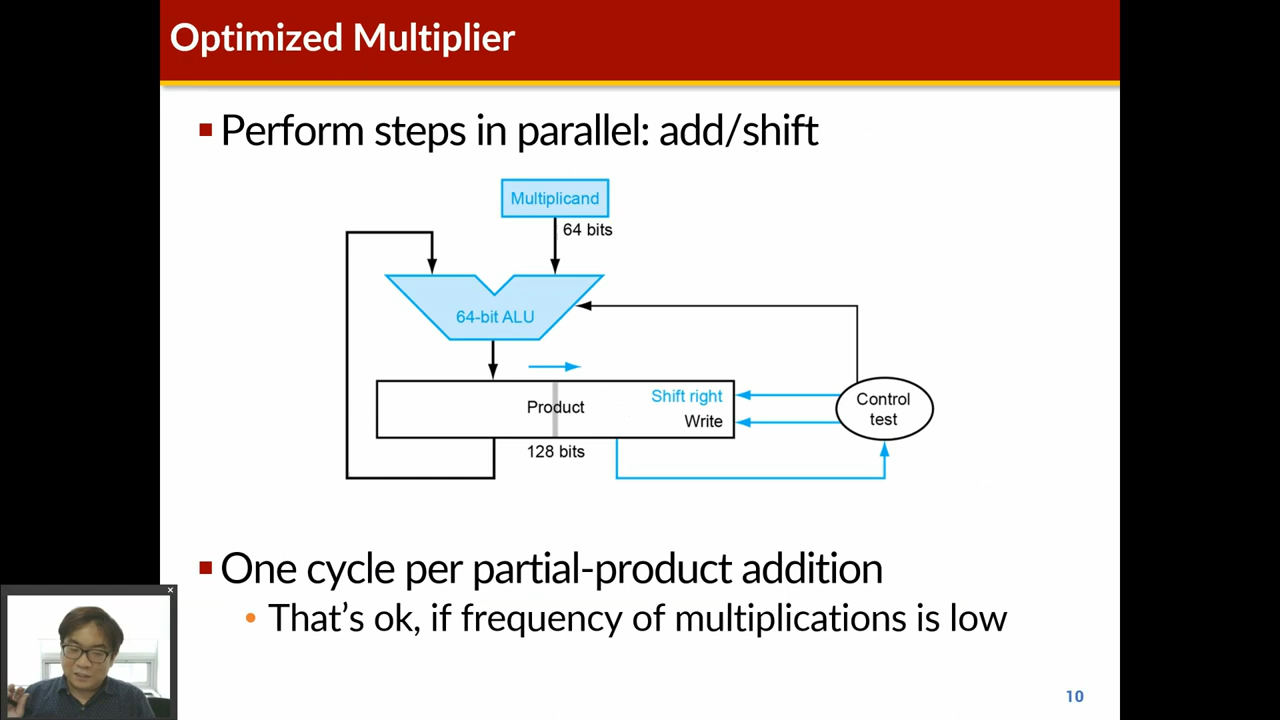 Optimized Multiplier
▪ Perform steps in parallel: add/shift
Multiplicand
64 bits
64-bit ALU
Product
Shift right
Write
Control
test
128 bits
▪ One cycle per partial-product addition
• That's ok, if frequency of multiplications is low
10